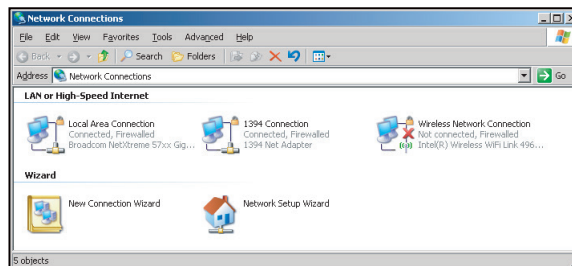 Network Connections
File Edit View Favorites Tools Advanced Help
Back Search Folders
Address Network Connections Go
LAN or High-Speed Internet
Local Area Connection
Connected, Firewalled
Broadcom NetXtreme 57xx Gig...
1394 Connection
Connected, Firewalled
1394 Net Adapter
Wireless Network Connection
Not connected, Firewalled
Intel(R) Wireless WiFi Link 496...
Wizard
New Connection Wizard
Network Setup Wizard
5 objects